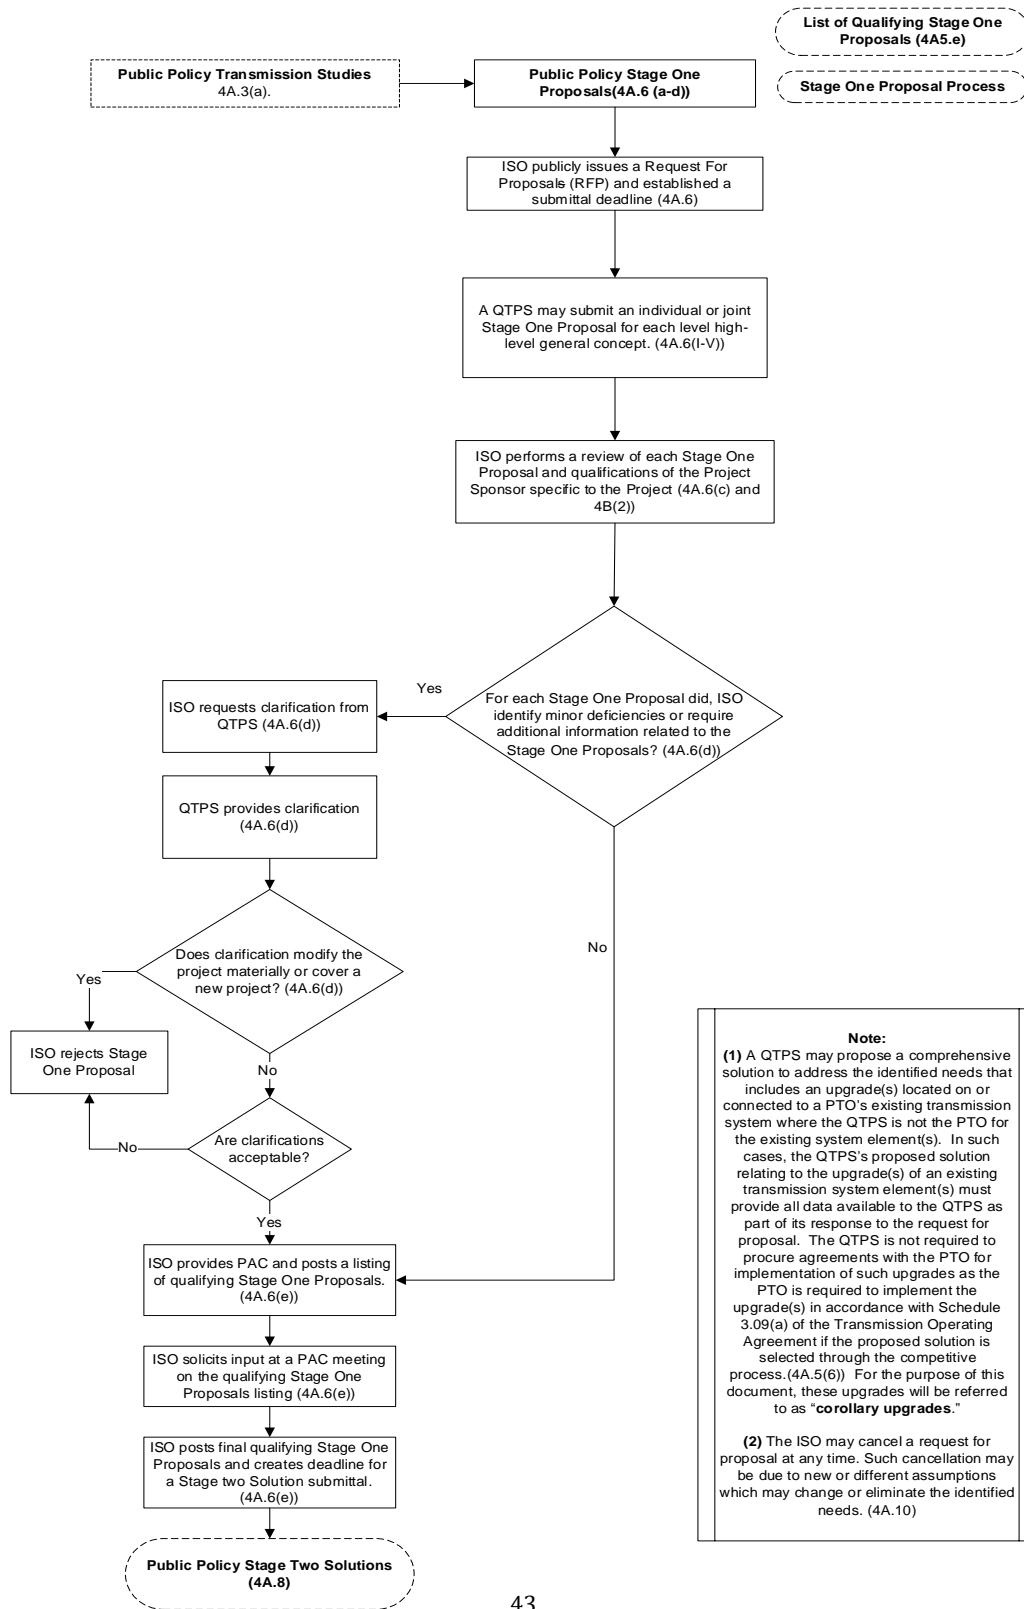 List of Qualifying Stage One
Proposals (4A5.e)
Public Policy Transmission Studies
4A.3(a).
Public Policy Stage One
Proposals(4A.6 (a-d))
Stage One Proposal Process
ISO publicly issues a Request For
Proposals (RFP) and established a
submittal deadline (4A.6)
A QTPS may submit an individual or joint
Stage One Proposal for each level high-
level general concept. (4A.6(I-V))
ISO performs a review of each Stage One
Proposal and qualifications of the Project
Sponsor specific to the Project (4A.6(c) and
4B(2))
For each Stage One Proposal did, ISO
identify minor deficiencies or require
additional information related to the
Stage One Proposals? (4A.6(d))
Yes
ISO requests clarification from
QTPS (4A.6(d))
QTPS provides clarification
(4A.6(d))
Does clarification modify the
project materially or cover a
new project? (4A.6(d))
No
Yes
ISO rejects Stage
One Proposal
No
Are clarifications
acceptable?
No
Yes
ISO provides PAC and posts a listing
of qualifying Stage One Proposals.
(4A.6(e))
ISO solicits input at a PAC meeting
on the qualifying Stage One
Proposals listing (4A.6(e))
ISO posts final qualifying Stage One
Proposals and creates deadline for
a Stage two Solution submittal.
(4A.6(e))
Public Policy Stage Two Solutions
(4A.8)
Note:
(1) A QTPS may propose a comprehensive
solution to address the identified needs that
includes an upgrade(s) located on or
connected to a PTO's existing transmission
system where the QTPS is not the PTO for
the existing system element(s). In such
cases, the QTPS's proposed solution
relating to the upgrade(s) of an existing
transmission system element(s) must
provide all data available to the QTPS as
part of its response to the request for
proposal. The QTPS is not required to
procure agreements with the PTO for
implementation of such upgrades as the
PTO is required to implement the
upgrade(s) in accordance with Schedule
3.09(a) of the Transmission Operating
Agreement if the proposed solution is
selected through the competitive
process.(4A.5(6)) For the purpose of this
document, these upgrades will be referred
to as “corollary upgrades.”
(2) The ISO may cancel a request for
proposal at any time. Such cancellation may
be due to new or different assumptions
which may change or eliminate the identified
needs. (4A.10)
43